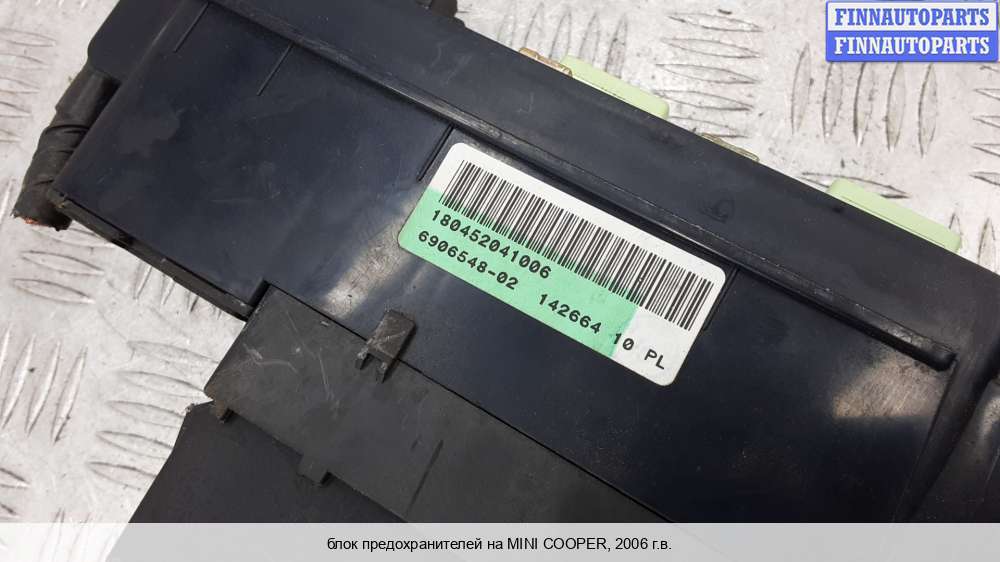 FINNAUTOPARTS
FINNAUTOPARTS
180452041006
6906548-02 142664 10 PL
блок предохранителей на MINI COOPER, 2006 г.в.